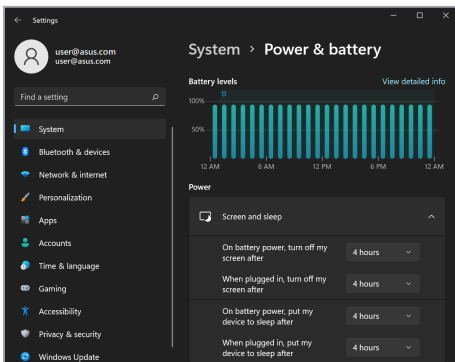 Settings
user@asus.com
user@asus.com
Find a setting
System
Bluetooth & devices
Network & internet
Personalization
Apps
Accounts
Time & language
Gaming
Accessibility
Privacy & security
Windows Update
System > Power & battery
Battery levels
View detailed info
100%
50%
12 AM
6 AM
12 PM
6 PM
12 AM
Power
Screen and sleep
On battery power, turn off my
screen after
4 hours
When plugged in, turn off my
screen after
4 hours
On battery power, put my
device to sleep after
4 hours
When plugged in, put my
device to sleep after
4 hours